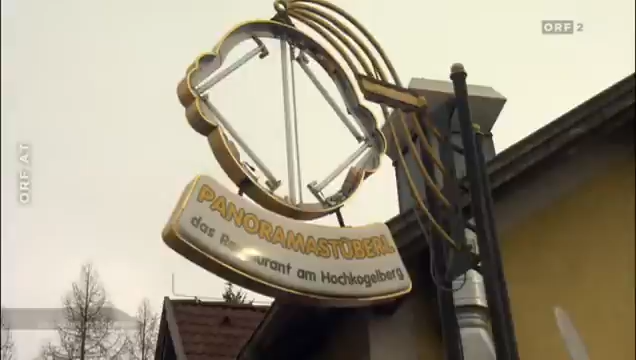 ORF 2
ORF AT
PANORAMASTÜBERL
das Restaurant am Hochkogelberg